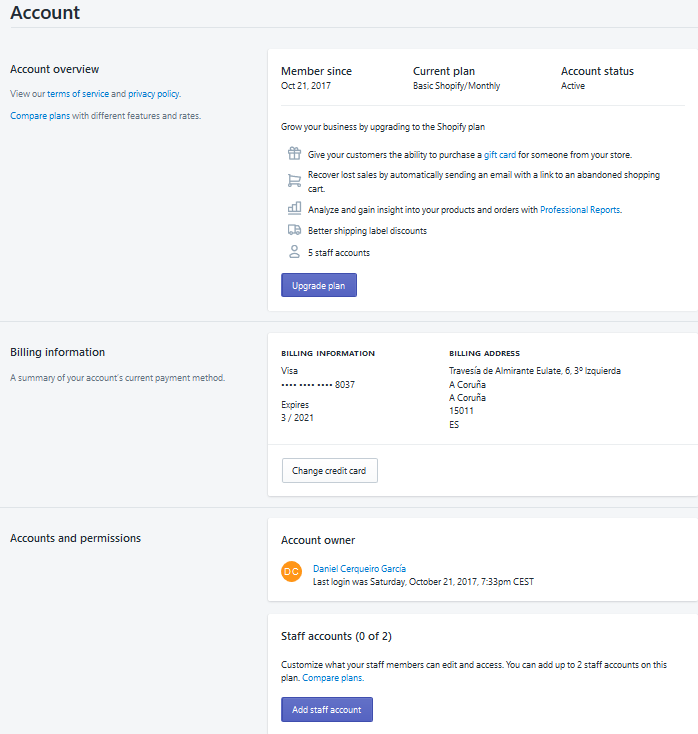 Account
Account overview
View our terms of service and privacy policy.
Compare plans with different features and rates.
Member since
Oct 21, 2017
Current plan
Basic Shopify/Monthly
Account status
Active
Grow your business by upgrading to the Shopify plan
Give your customers the ability to purchase a gift card for someone from your store.
Recover lost sales by automatically sending an email with a link to an abandoned shopping
cart.
Analyze and gain insight into your products and orders with Professional Reports.
Better shipping label discounts
5 staff accounts
Upgrade plan
Billing information
A summary of your account's current payment method.
BILLING INFORMATION
Visa
•••• •••• •••• 8037
Expires
3 / 2021
BILLING ADDRESS
Travesía de Almirante Eulate, 6, 3º Izquierda
A Coruña
A Coruña
15011
ES
Change credit card
Accounts and permissions
Account owner
DC
Daniel Cerqueiro García
Last login was Saturday, October 21, 2017, 7:33pm CEST
Staff accounts (0 of 2)
Customize what your staff members can edit and access. You can add up to 2 staff accounts on this
plan. Compare plans.
Add staff account